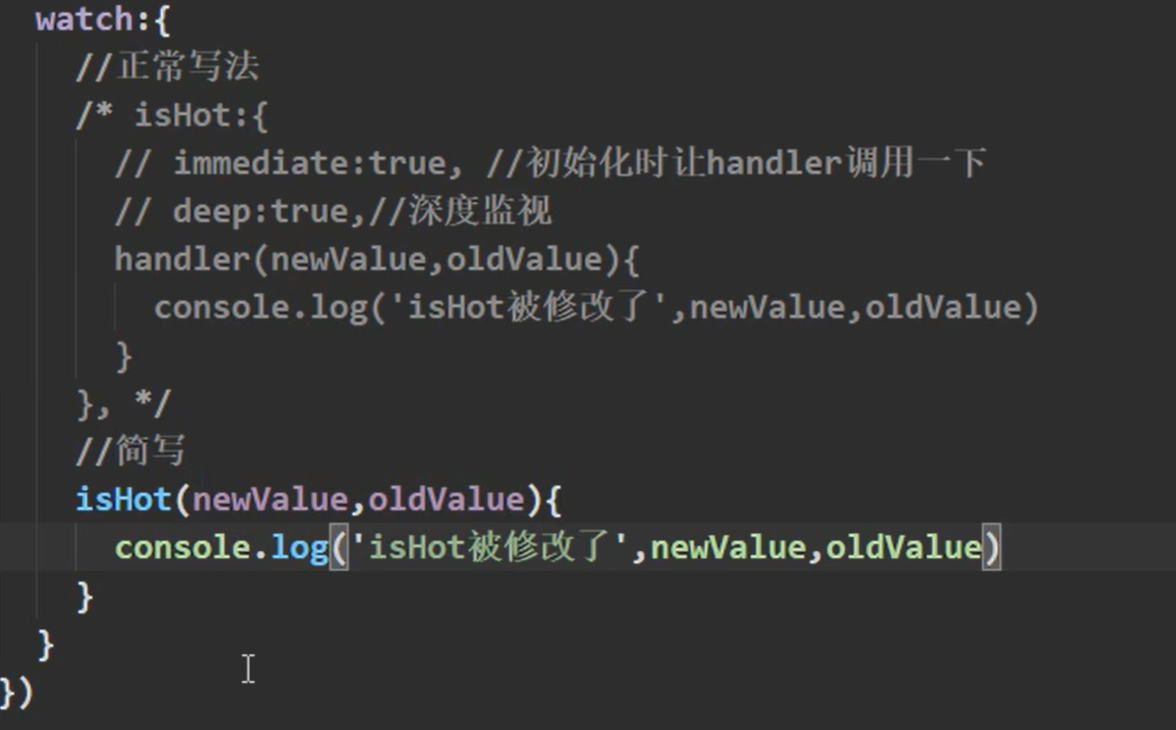 watch:{
//正常写法
/* isHot:{
// immediate:true, //初始化时让handler调用一下
// deep:true,//深度监视
handler(newValue,oldValue){
console.log('isHot被修改了',newValue,oldValue)
}
}, */
//简写
isHot(newValue,oldValue){
console.log('isHot被修改了',newValue,oldValue)
}
}
})